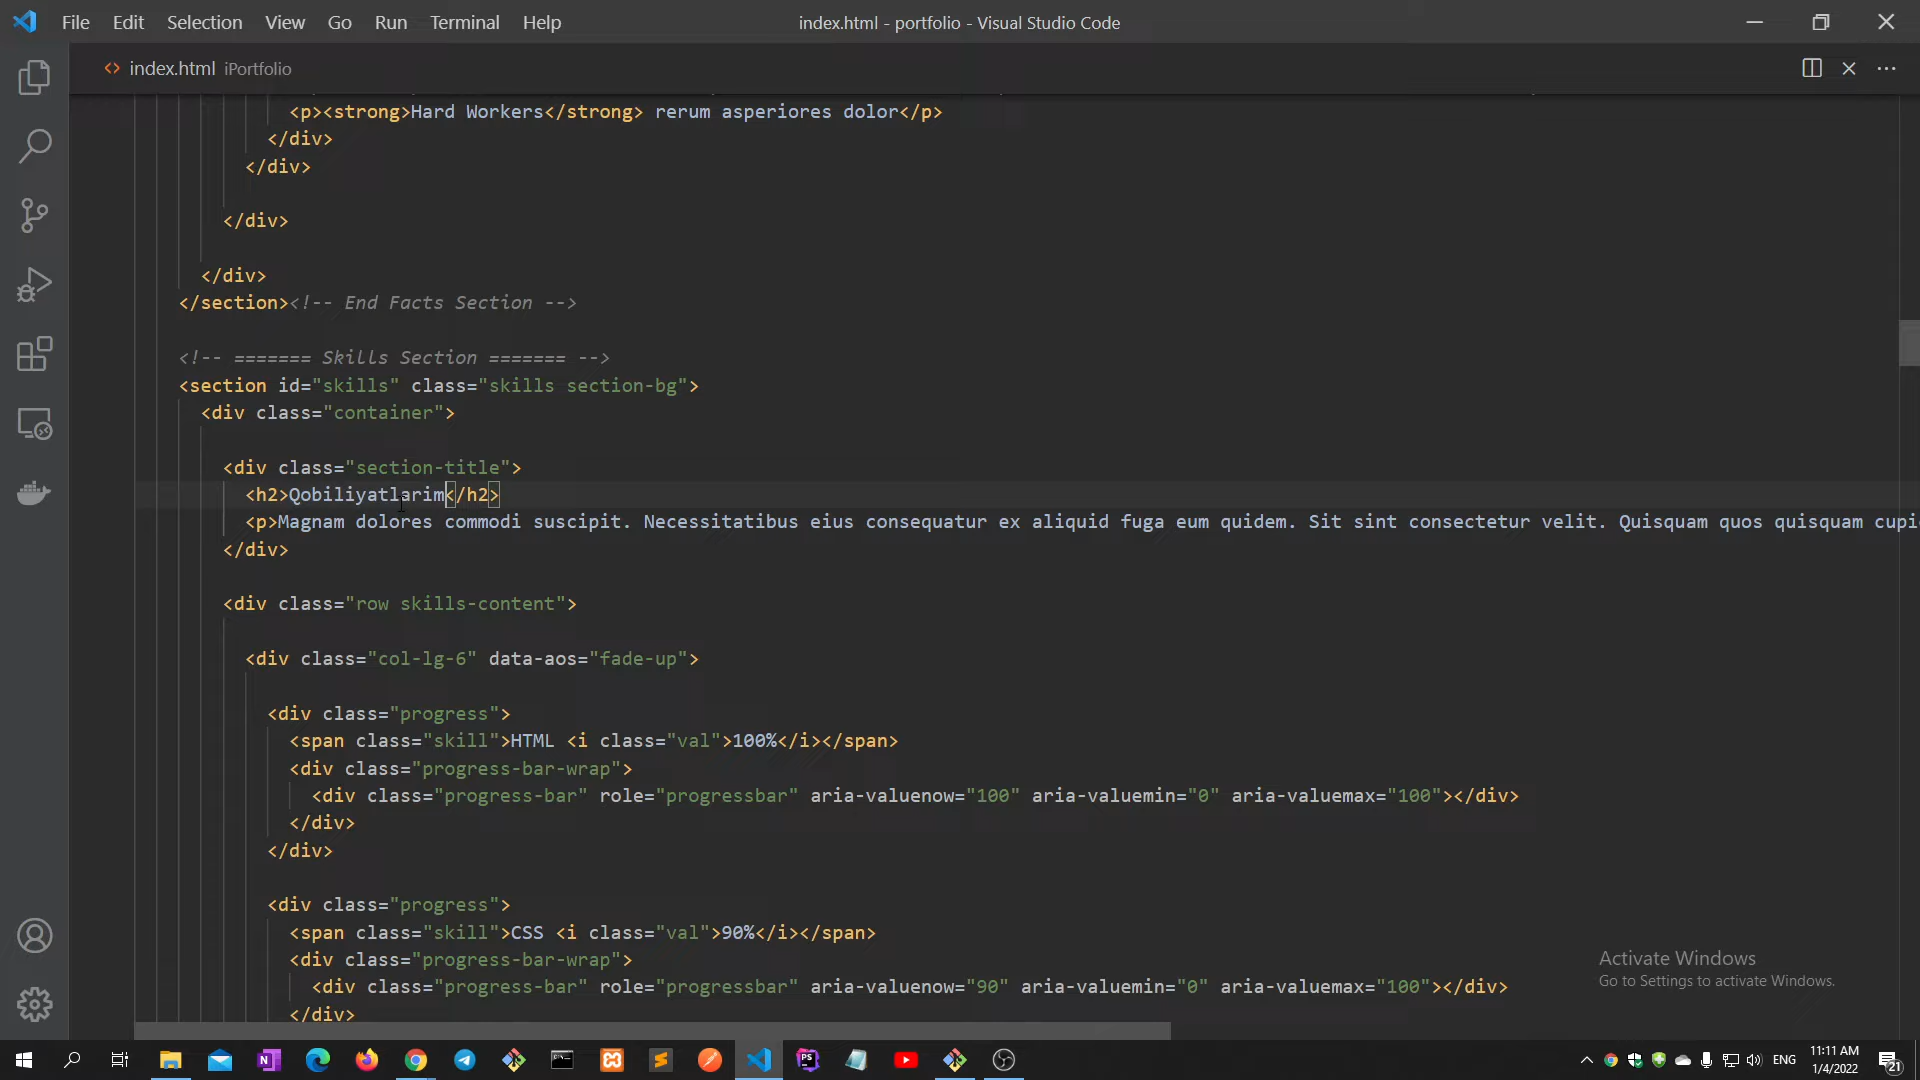 File Edit Selection View Go Run Terminal Help
index.html - portfolio - Visual Studio Code
index.html iPortfolio
<p><strong>Hard Workers</strong> rerum asperiores dolor</p>
</div>
</div>
</div>
</div>
</section><!-- End Facts Section -->
<!-- ======= Skills Section ======= -->
<section id="skills" class="skills section-bg">
<div class="container">
<div class="section-title">
<h2>Qobiliyatlarim</h2>
<p>Magnam dolores commodi suscipit. Necessitatibus eius consequatur ex aliquid fuga eum quidem. Sit sint consectetur velit. Quisquam quos quisquam cupi
</div>
<div class="row skills-content">
<div class="col-lg-6" data-aos="fade-up">
<div class="progress">
<span class="skill">HTML <i class="val">100%</i></span>
<div class="progress-bar-wrap">
<div class="progress-bar" role="progressbar" aria-valuenow="100" aria-valuemin="0" aria-valuemax="100"></div>
</div>
</div>
<div class="progress">
<span class="skill">CSS <i class="val">90%</i></span>
<div class="progress-bar-wrap">
<div class="progress-bar" role="progressbar" aria-valuenow="90" aria-valuemin="0" aria-valuemax="100"></div>
</div>
Activate Windows
Go to Settings to activate Windows.
ENG
11:11 AM
1/4/2022
21